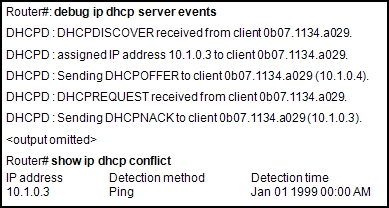 Router#: debug ip dhcp server events
DHCPD : DHCPDISCOVER received from client 0b07.1134.a029.
DHCPD : assigned IP address 10.1.0.3 to client 0b07.1134.a029.
DHCPD : Sending DHCPOFFER to client 0b07.1134.a029 (10.1.0.4).
DHCPD : DHCPREQUEST received from client 0b07.1134.a029.
DHCPD : Sending DHCPNACK to client 0b07.1134.a029 (10.1.0.3).
<output omitted>
Router# show ip dhcp conflict
IP address Detection method Detection time
10.1.0.3 Ping Jan 01 1999 00:00 AM